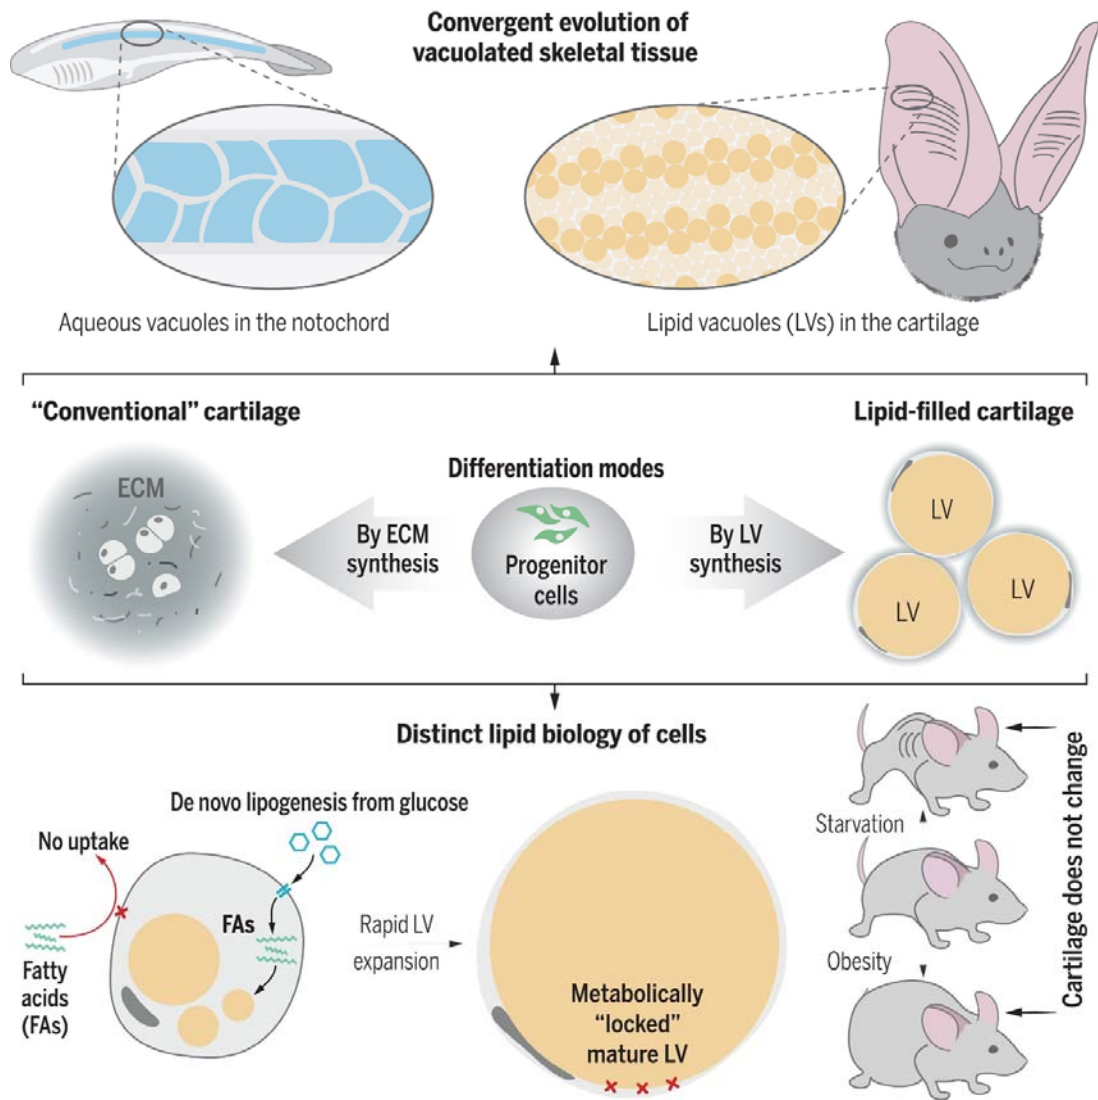 Convergent evolution of
vacuolated skeletal tissue
Aqueous vacuoles in the notochord
Lipid vacuoles (LVs) in the cartilage
“Conventional” cartilage
Lipid-filled cartilage
Differentiation modes
ECM
By ECM
synthesis
Progenitor
cells
By LV
synthesis
LV
LV
LV
Distinct lipid biology of cells
De novo lipogenesis from glucose
No uptake
FAs
Fatty
acids
(FAs)
Rapid LV
expansion
Metabolically
“locked”
mature LV
Starvation
Obesity
Cartilage does not change